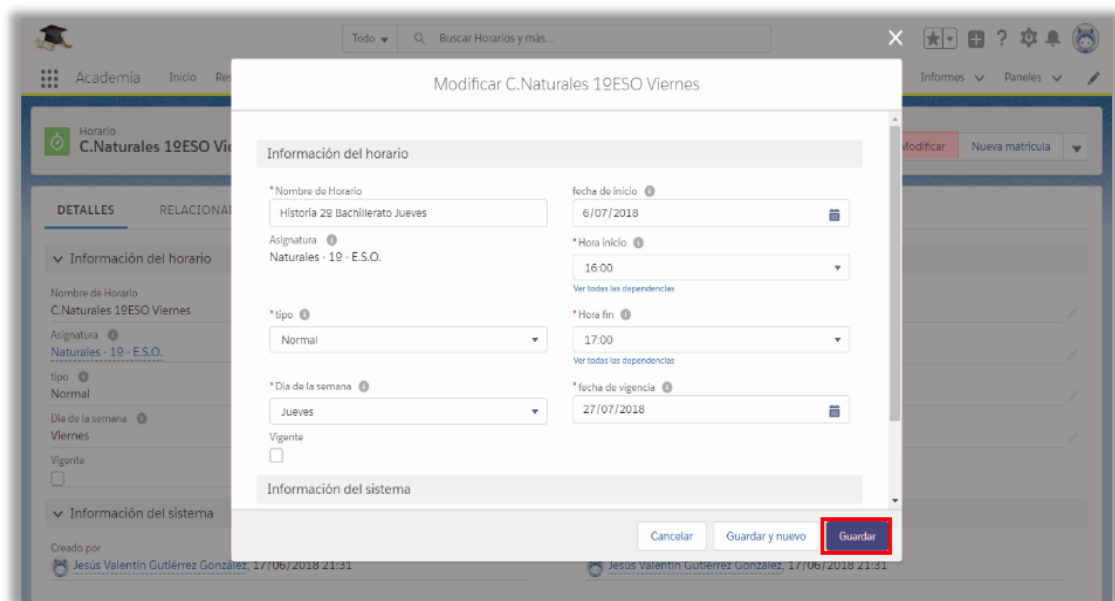 Todo Buscar Horarios y más...
Academia Inicio Informes Paneles
Modificar C.Naturales 1ºESO Viernes
Horario
C.Naturales 1ºESO Vie
Modificar Nueva matricula
DETALLES RELACIONA
Información del horario
Nombre de Horario
C.Naturales 1ºESO Viernes
Asignatura
Naturales - 1º - E.S.O.
tipo
Normal
Día de la semana
Viernes
Vigente
Información del sistema
Creado por
Jesús Valentín Gutiérrez González, 17/06/2018 21:31
Jesús Valentín Gutiérrez González, 17/06/2018 21:31
Información del horario
*Nombre de Horario
Historia 2º Bachillerato Jueves
fecha de inicio
6/07/2018
Asignatura
Naturales - 1º - E.S.O.
*Hora inicio
16:00
Ver todas las dependencias
*tipo
Normal
*Hora fin
17:00
Ver todas las dependencias
*Día de la semana
Jueves
*fecha de vigencia
27/07/2018
Vigente
Información del sistema
Cancelar Guardar y nuevo Guardar